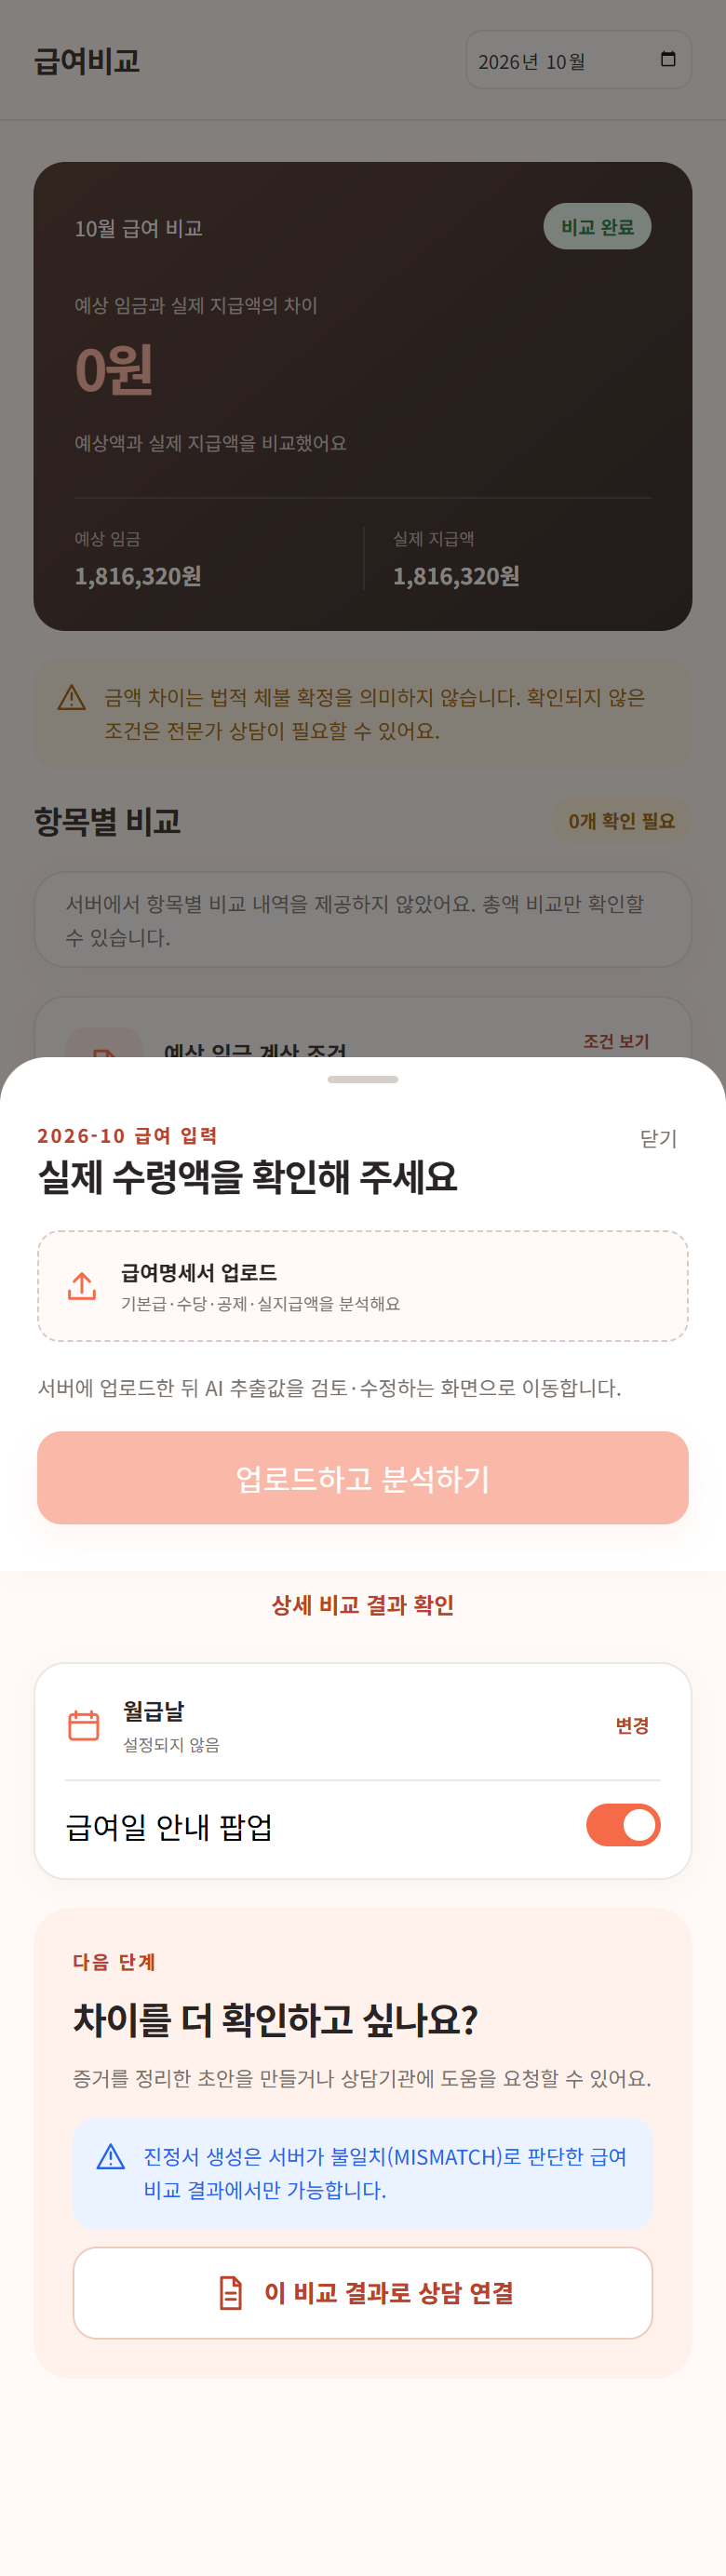 급여비교
2026년 10월
10월 급여 비교
비교 완료
예상 임금과 실제 지급액의 차이
0원
예상액과 실제 지급액을 비교했어요
예상 임금
실제 지급액
1,816,320원
1,816,320원
금액 차이는 법적 체불 확정을 의미하지 않습니다. 확인되지 않은
조건은 전문가 상담이 필요할 수 있어요.
항목별 비교
0개 확인 필요
서버에서 항목별 비교 내역을 제공하지 않았어요. 총액 비교만 확인할
수 있습니다.
예상 임금 계산 조건
조건 보기
2026-10 급여 입력
닫기
실제 수령액을 확인해 주세요
급여명세서 업로드
기본급·수당·공제·실지급액을 분석해요
서버에 업로드한 뒤 AI 추출값을 검토·수정하는 화면으로 이동합니다.
업로드하고 분석하기
상세 비교 결과 확인
월급날
설정되지 않음
변경
급여일 안내 팝업
다음 단계
차이를 더 확인하고 싶나요?
증거를 정리한 초안을 만들거나 상담기관에 도움을 요청할 수 있어요.
진정서 생성은 서버가 불일치(MISMATCH)로 판단한 급여
비교 결과에서만 가능합니다.
이 비교 결과로 상담 연결